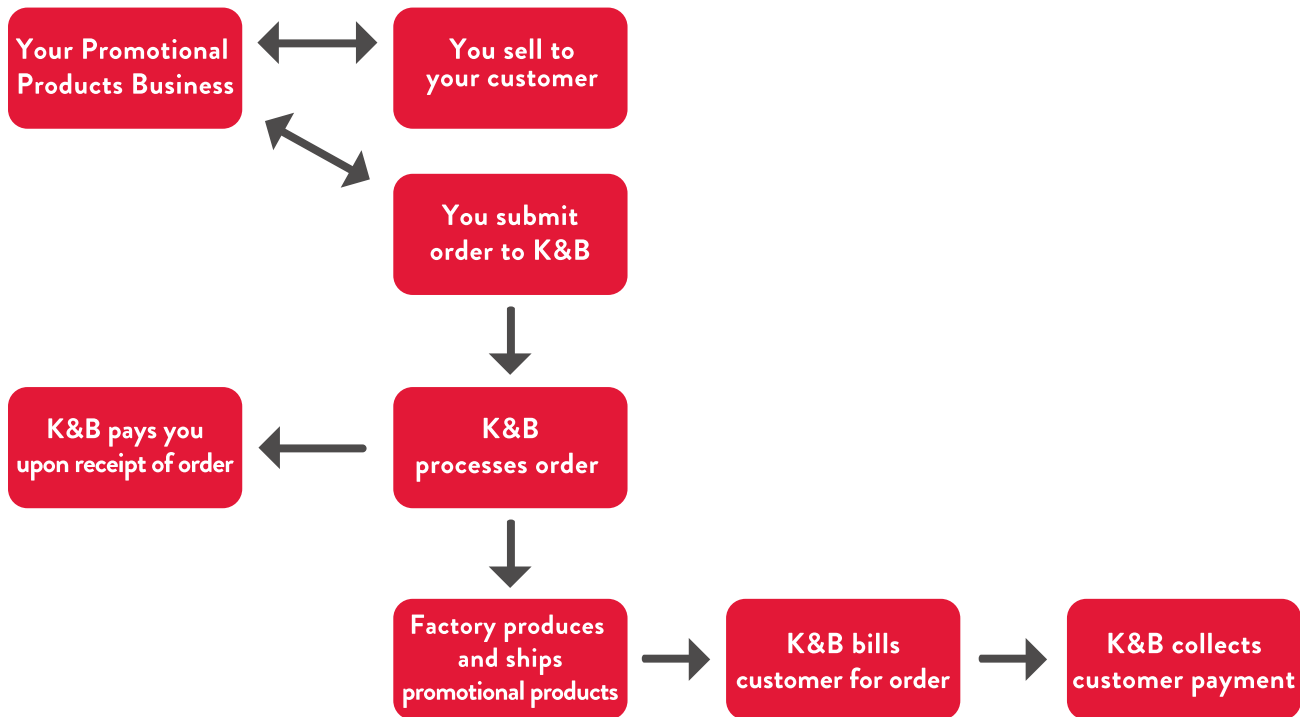 Your Promotional
Products Business
You sell to
your customer
You submit
order to K&B
K&B pays you
upon receipt of order
K&B
processes order
Factory produces
and ships
promotional products
K&B bills
customer for order
K&B collects
customer payment